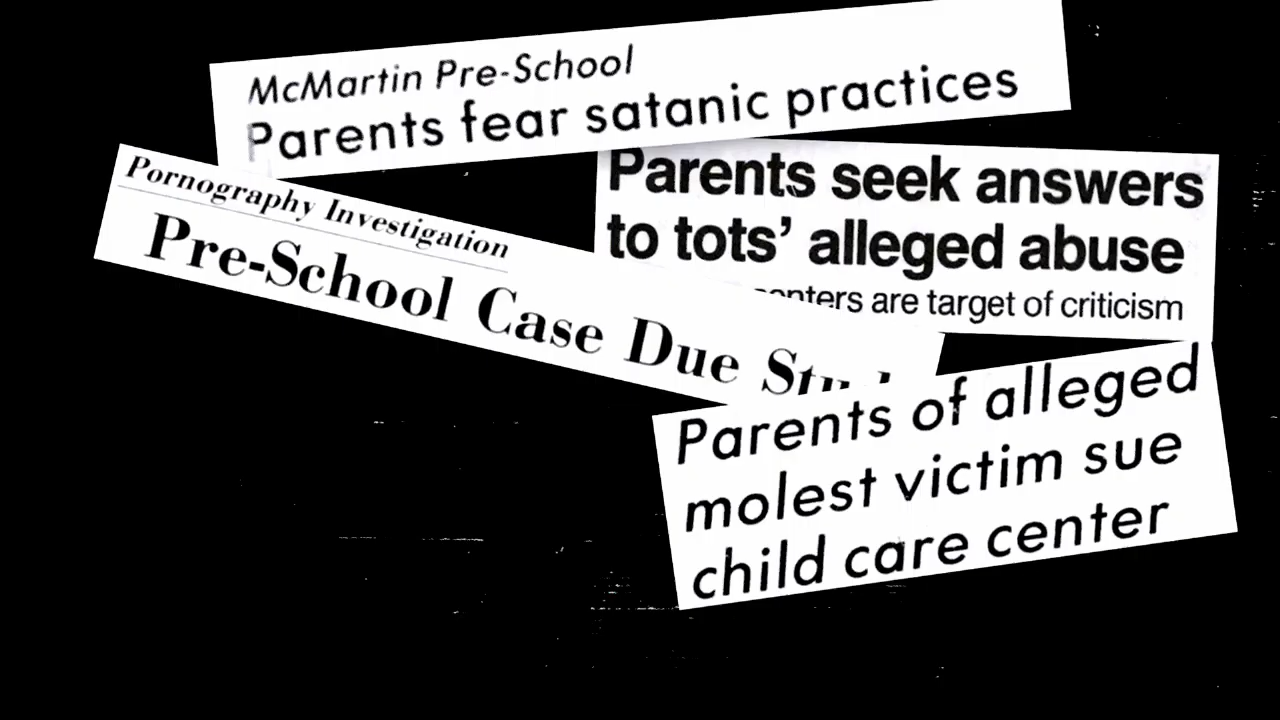 McMartin Pre-School
Parents fear satanic practices
Pornography Investigation
Pre-School Case Due
Parents seek answers
to tots’ alleged abuse
are target of criticism
Parents of alleged
molest victim sue
child care center